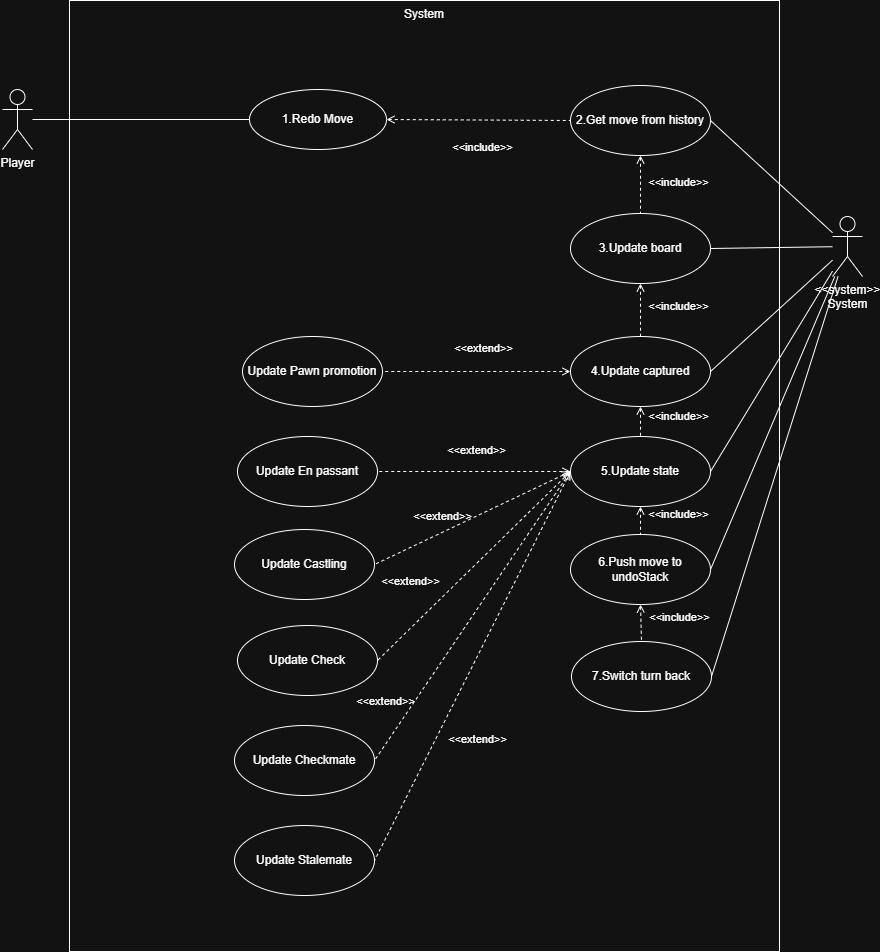 System
1.Redo Move
2.Get move from history
Player
<<include>>
<<include>>
3.Update board
<<system>>
System
<<include>>
<<extend>>
Update Pawn promotion
4.Update captured
<<include>>
<<extend>>
Update En passant
5.Update state
<<extend>>
<<include>>
Update Castling
6.Push move to
undoStack
<<extend>>
<<include>>
Update Check
7.Switch turn back
<<extend>>
<<extend>>
Update Checkmate
Update Stalemate